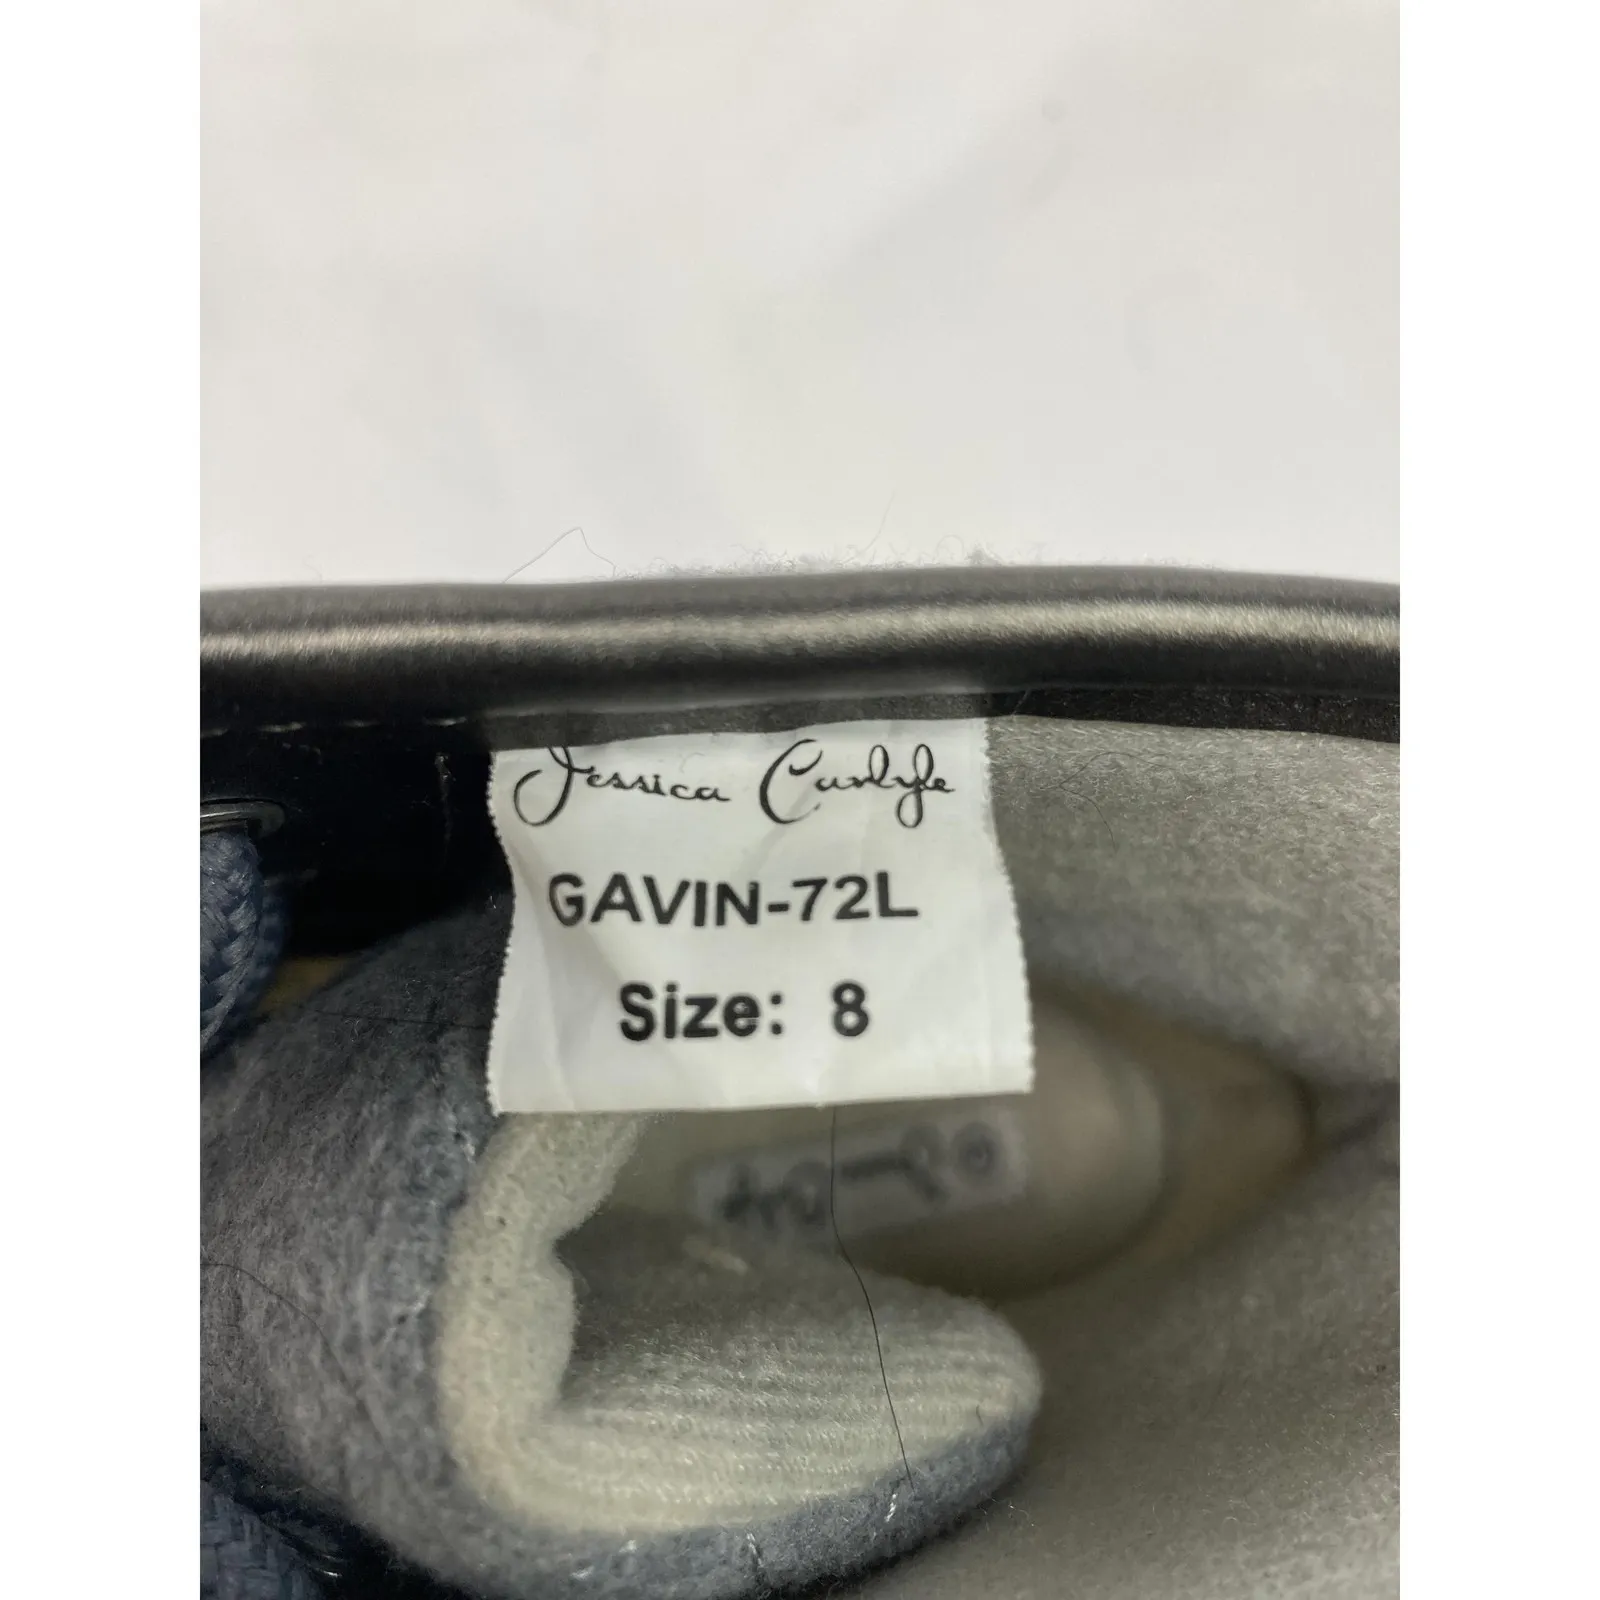 Jessica Carlyle
GAVIN-72L
Size: 8